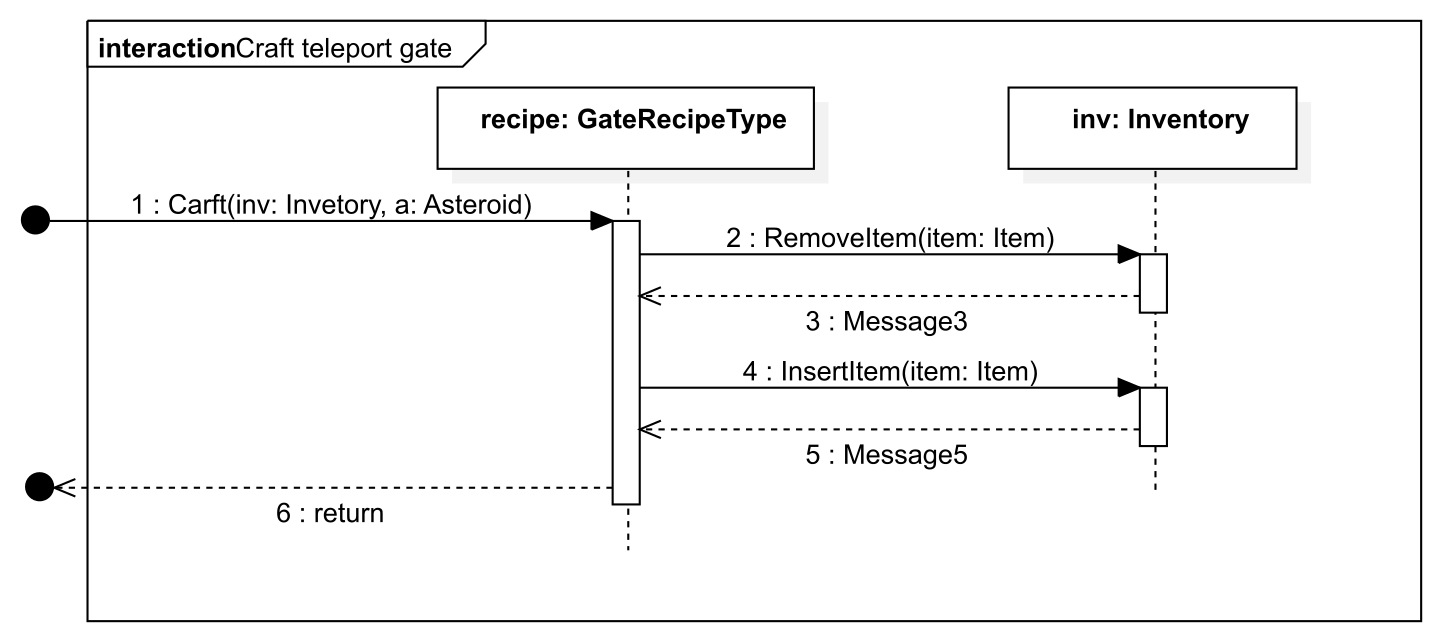 interactionCraft teleport gate
recipe: GateRecipeType
inv: Inventory
1 : Carft(inv: Invetory, a: Asteroid)
2 : RemoveItem(item: Item)
3 : Message3
4 : InsertItem(item: Item)
5 : Message5
6 : return